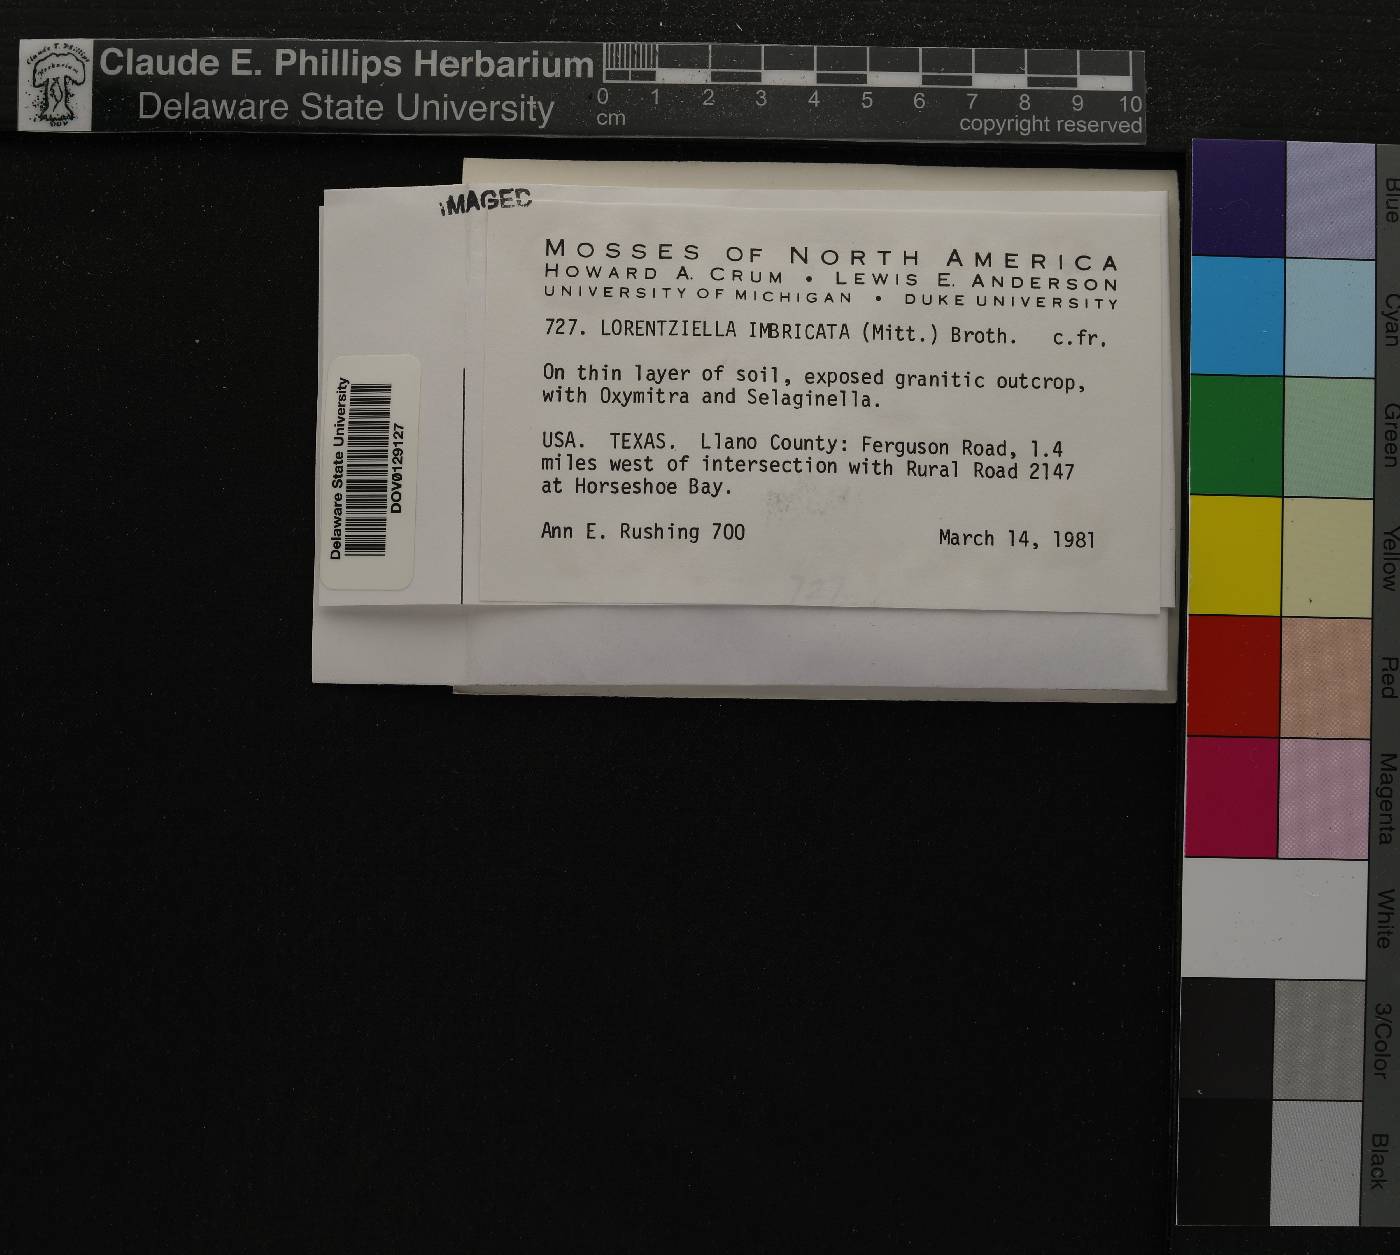 Claude E. Phillips Herbarium
Delaware State University
0 1 2 3 4 5 6 7 8 9 10
cm
copyright reserved
IMAGED
MOSSES OF NORTH AMERICA
HOWARD A. CRUM • LEWIS E. ANDERSON
UNIVERSITY OF MICHIGAN • DUKE UNIVERSITY
727. LORENTZIELLA IMBRICATA (Mitt.) Broth. c.fr.
On thin layer of soil, exposed granitic outcrop,
with Oxymitra and Selaginella.
USA. TEXAS. Llano County: Ferguson Road, 1.4
miles west of intersection with Rural Road 2147
at Horseshoe Bay.
Ann E. Rushing 700 March 14, 1981
727
Delaware State University
DOV0129127
Blue
Cyan
Green
Yellow
Red
Magenta
White
3/Color
Black